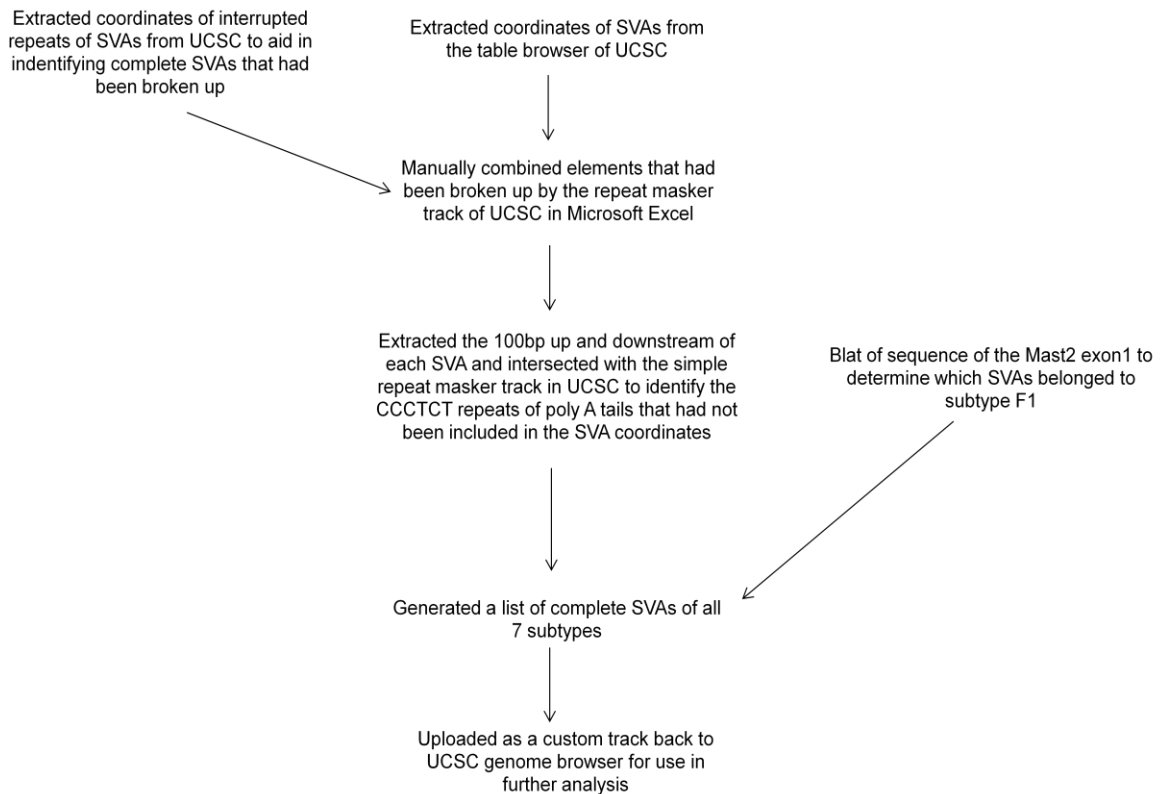 Extracted coordinates of interrupted
repeats of SVAs from UCSC to aid in
indentifying complete SVAs that had
been broken up
Extracted coordinates of SVAs from
the table browser of UCSC
Manually combined elements that had
been broken up by the repeat masker
track of UCSC in Microsoft Excel
Extracted the 100bp up and downstream of
each SVA and intersected with the simple
repeat masker track in UCSC to identify the
CCCTCT repeats of poly A tails that had not
been included in the SVA coordinates
Blat of sequence of the Mast2 exon1 to
determine which SVAs belonged to
subtype F1
Generated a list of complete SVAs of all
7 subtypes
Uploaded as a custom track back to
UCSC genome browser for use in
further analysis